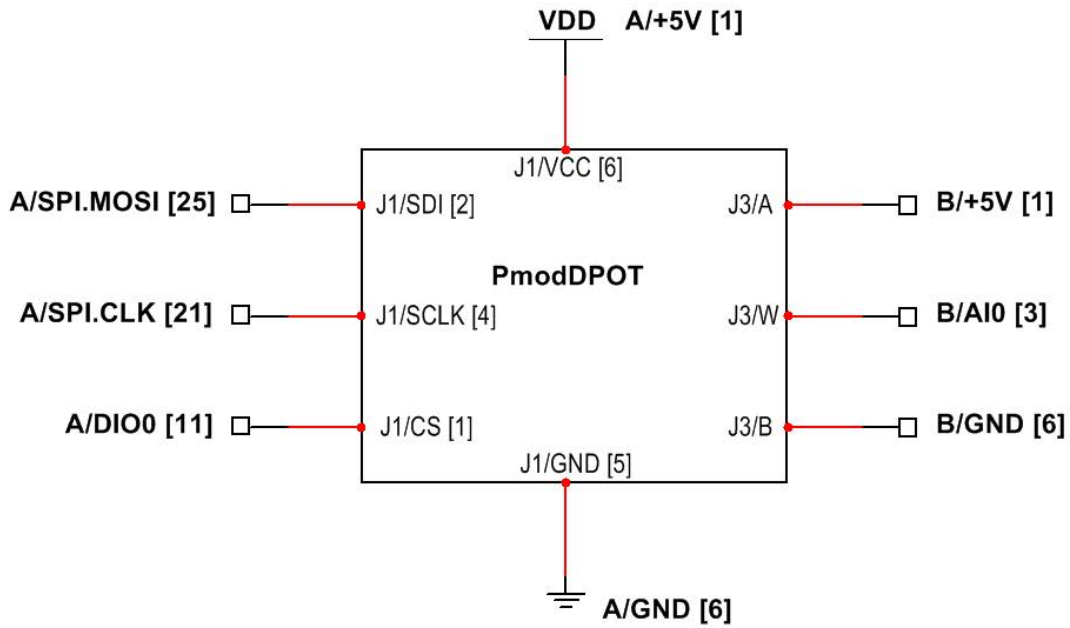 VDD A/+5V [1]
J1/VCC [6]
A/SPI.MOSI [25] J1/SDI [2] J3/A B/+5V [1]
PmodDPOT
A/SPI.CLK [21] J1/SCLK [4] J3/W B/AI0 [3]
A/DIO0 [11] J1/CS [1] J3/B B/GND [6]
J1/GND [5]
A/GND [6]